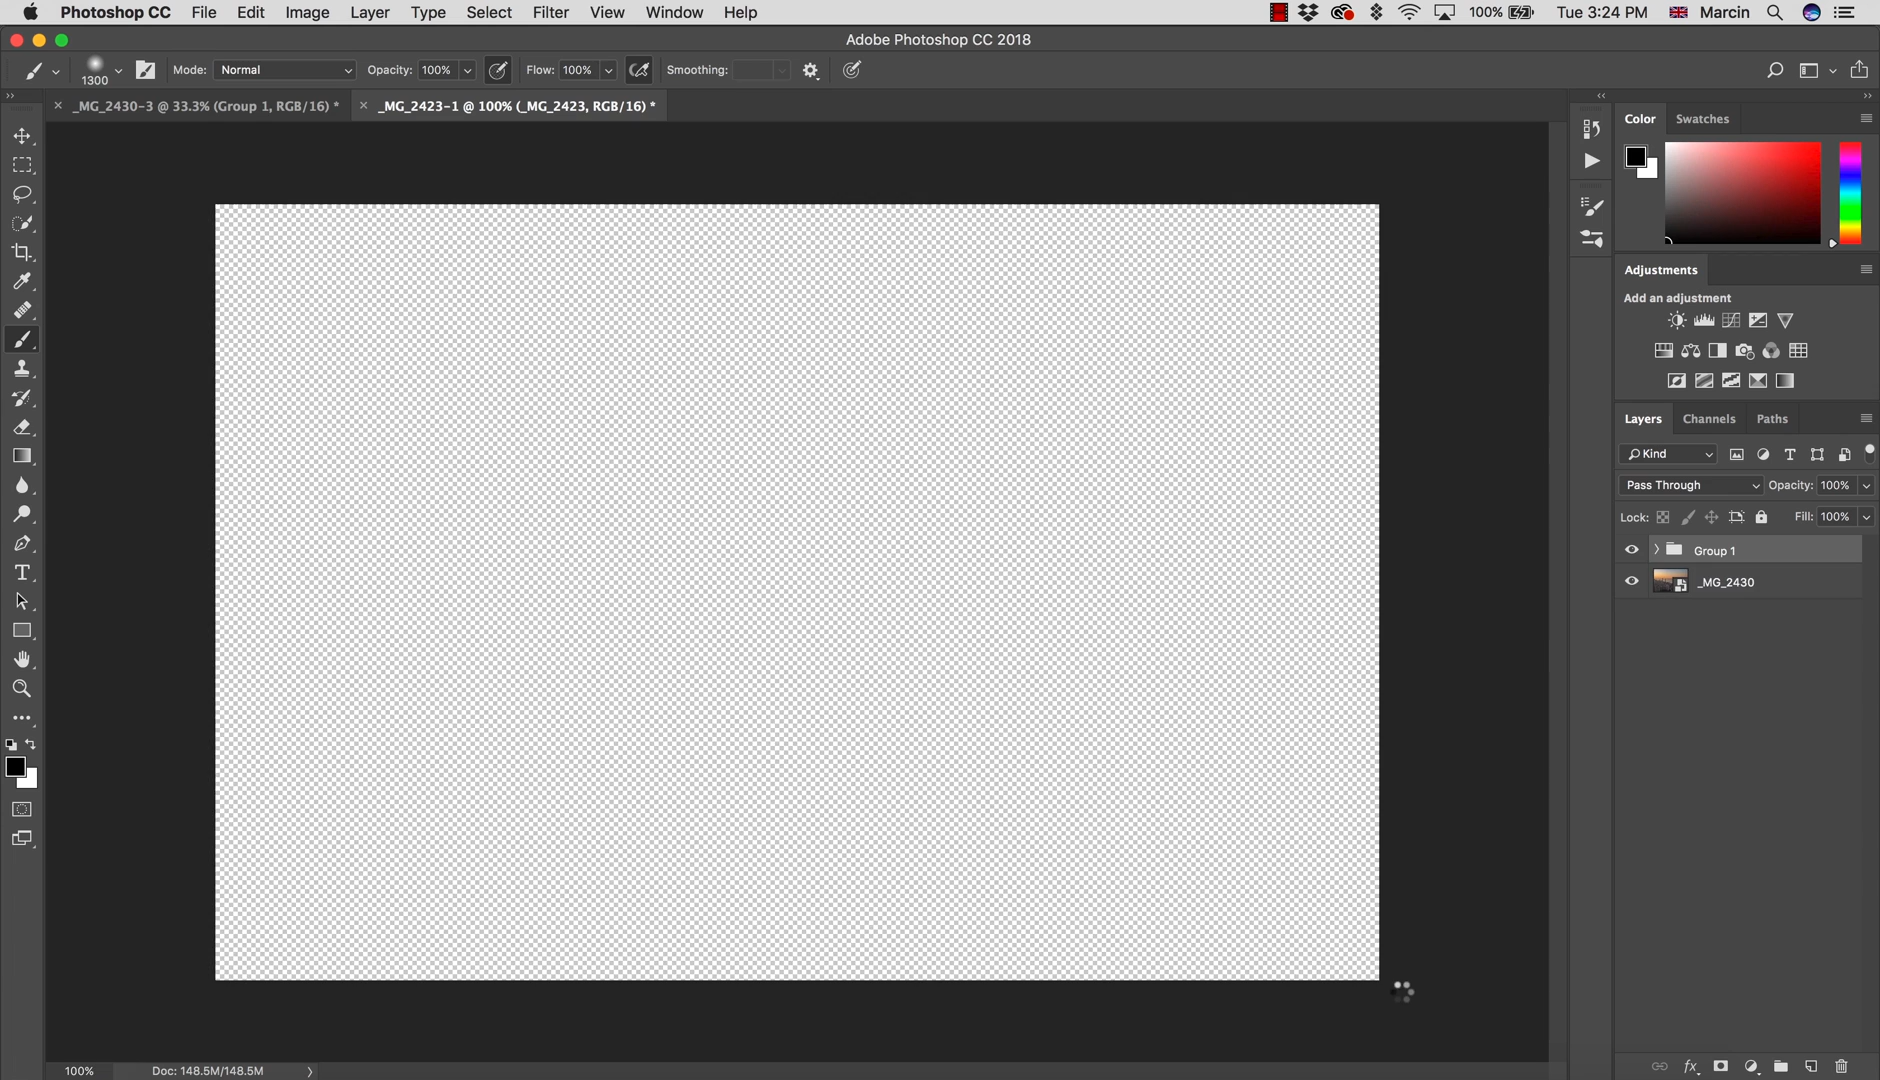 Photoshop CC File Edit Image Layer Type Select Filter View Window Help 100% Tue 3:24 PM Marcin
Adobe Photoshop CC 2018
1300 Mode: Normal Opacity: 100% Flow: 100% Smoothing:
_MG_2430-3 @ 33.3% (Group 1, RGB/16) * _MG_2423-1 @ 100% (_MG_2423, RGB/16) *
Color Swatches
Adjustments
Add an adjustment
Layers Channels Paths
Kind
Pass Through Opacity: 100%
Lock: Fill: 100%
Group 1
_MG_2430
100% Doc: 148.5M/148.5M